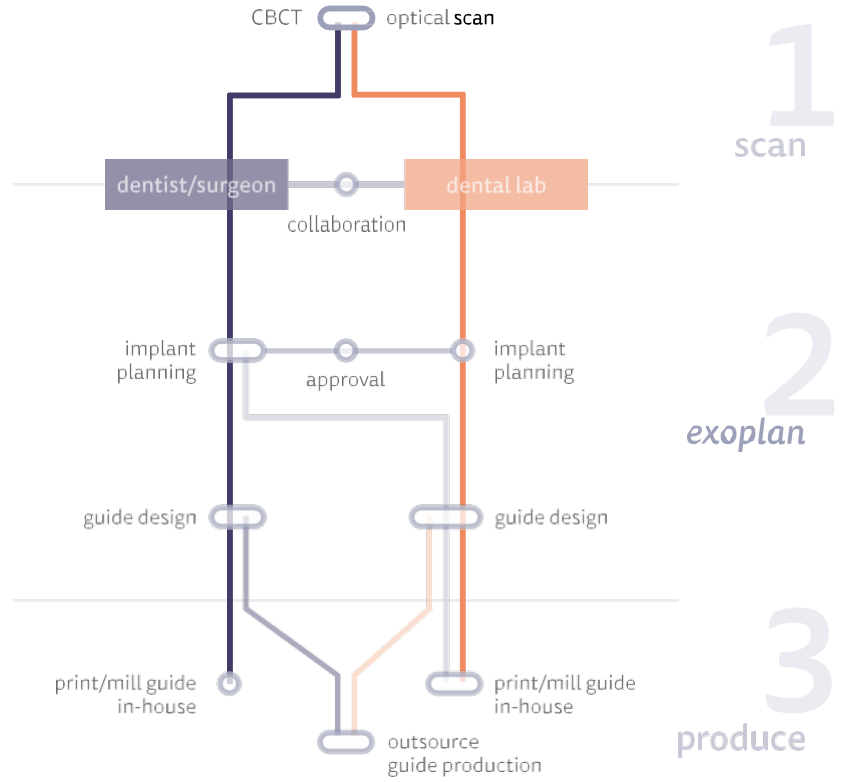 CBCT
optical scan
1
scan
dentist/surgeon
dental lab
collaboration
implant
planning
approval
implant
planning
2
exoplan
guide design
guide design
3
produce
print/mill guide
in-house
print/mill guide
in-house
outsource
guide production